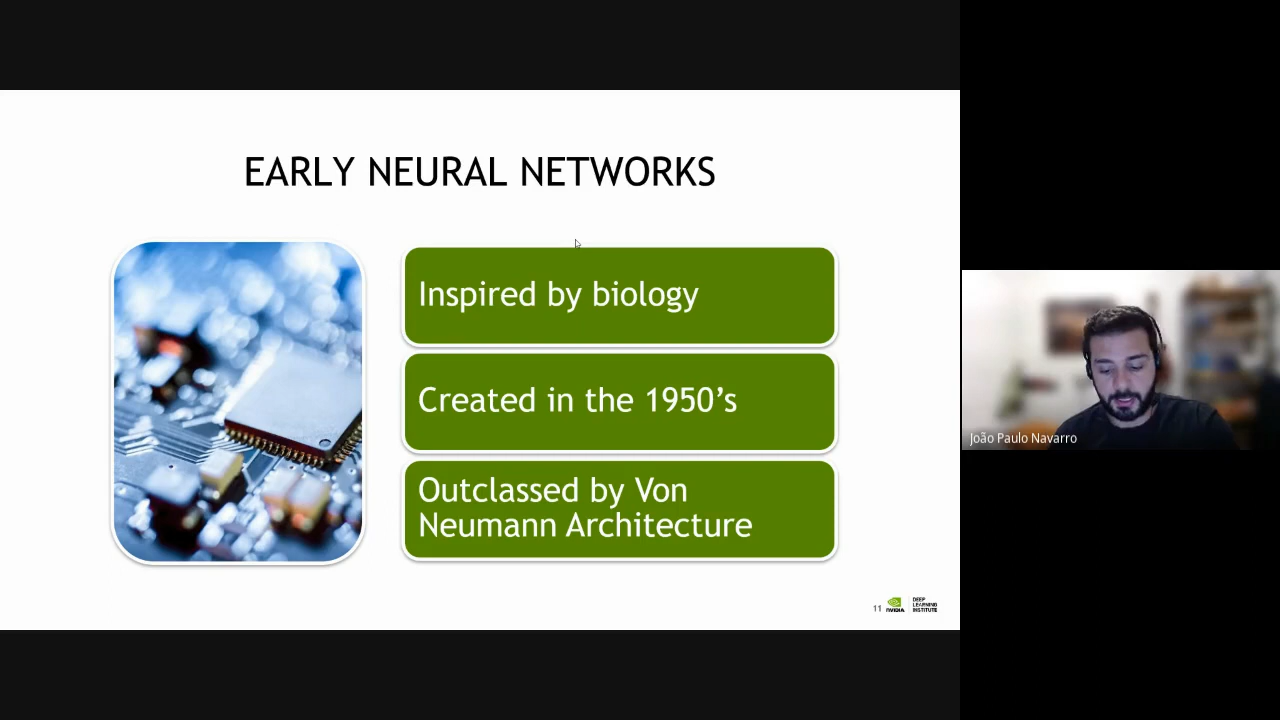 EARLY NEURAL NETWORKS
Inspired by biology
Created in the 1950’s
Outclassed by Von
Neumann Architecture
João Paulo Navarro
11
NVIDIA
DEEP
LEARNING
INSTITUTE